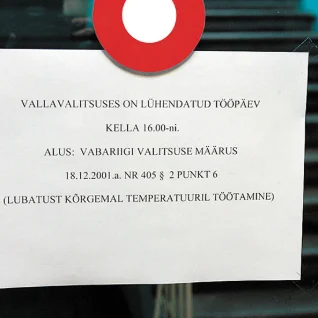 VALLAVALITSUSES ON LÜHENDATUD TÖÖPÄEV
KELLA 16.00-ni.
ALUS: VABARIIGI VALITSUSE MÄÄRUS
18.12.2001.a. NR 405 § 2 PUNKT 6
(LUBATUST KÕRGEMAL TEMPERATUURIL TÖÖTAMINE)